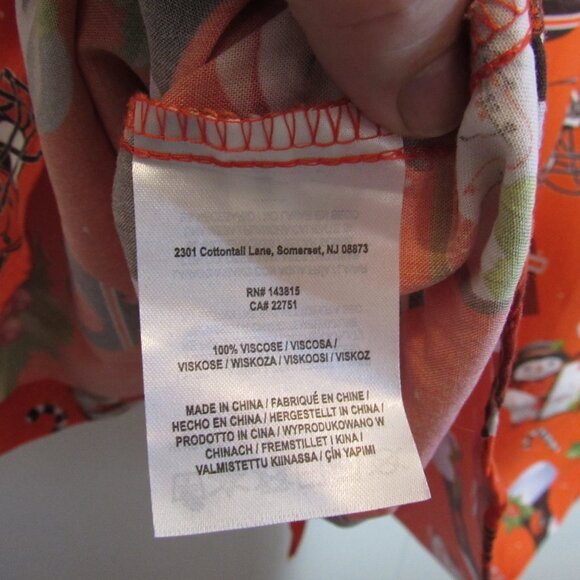 2301 Cottontail Lane, Somerset, NJ 08873
RN# 143815
CA# 22751
100% VISCOSE / VISCOSA /
VISKOSE / WISKOZA / VISKOOSI / VISKOZ
MADE IN CHINA / FABRIQUÉ EN CHINE /
HECHO EN CHINA / HERGESTELLT IN CHINA /
PRODOTTO IN CINA / WYPRODUKOWANO W
CHINACH / FREMSTILLET I KINA /
VALMISTETTU KIINASSA / ÇİN YAPIMI